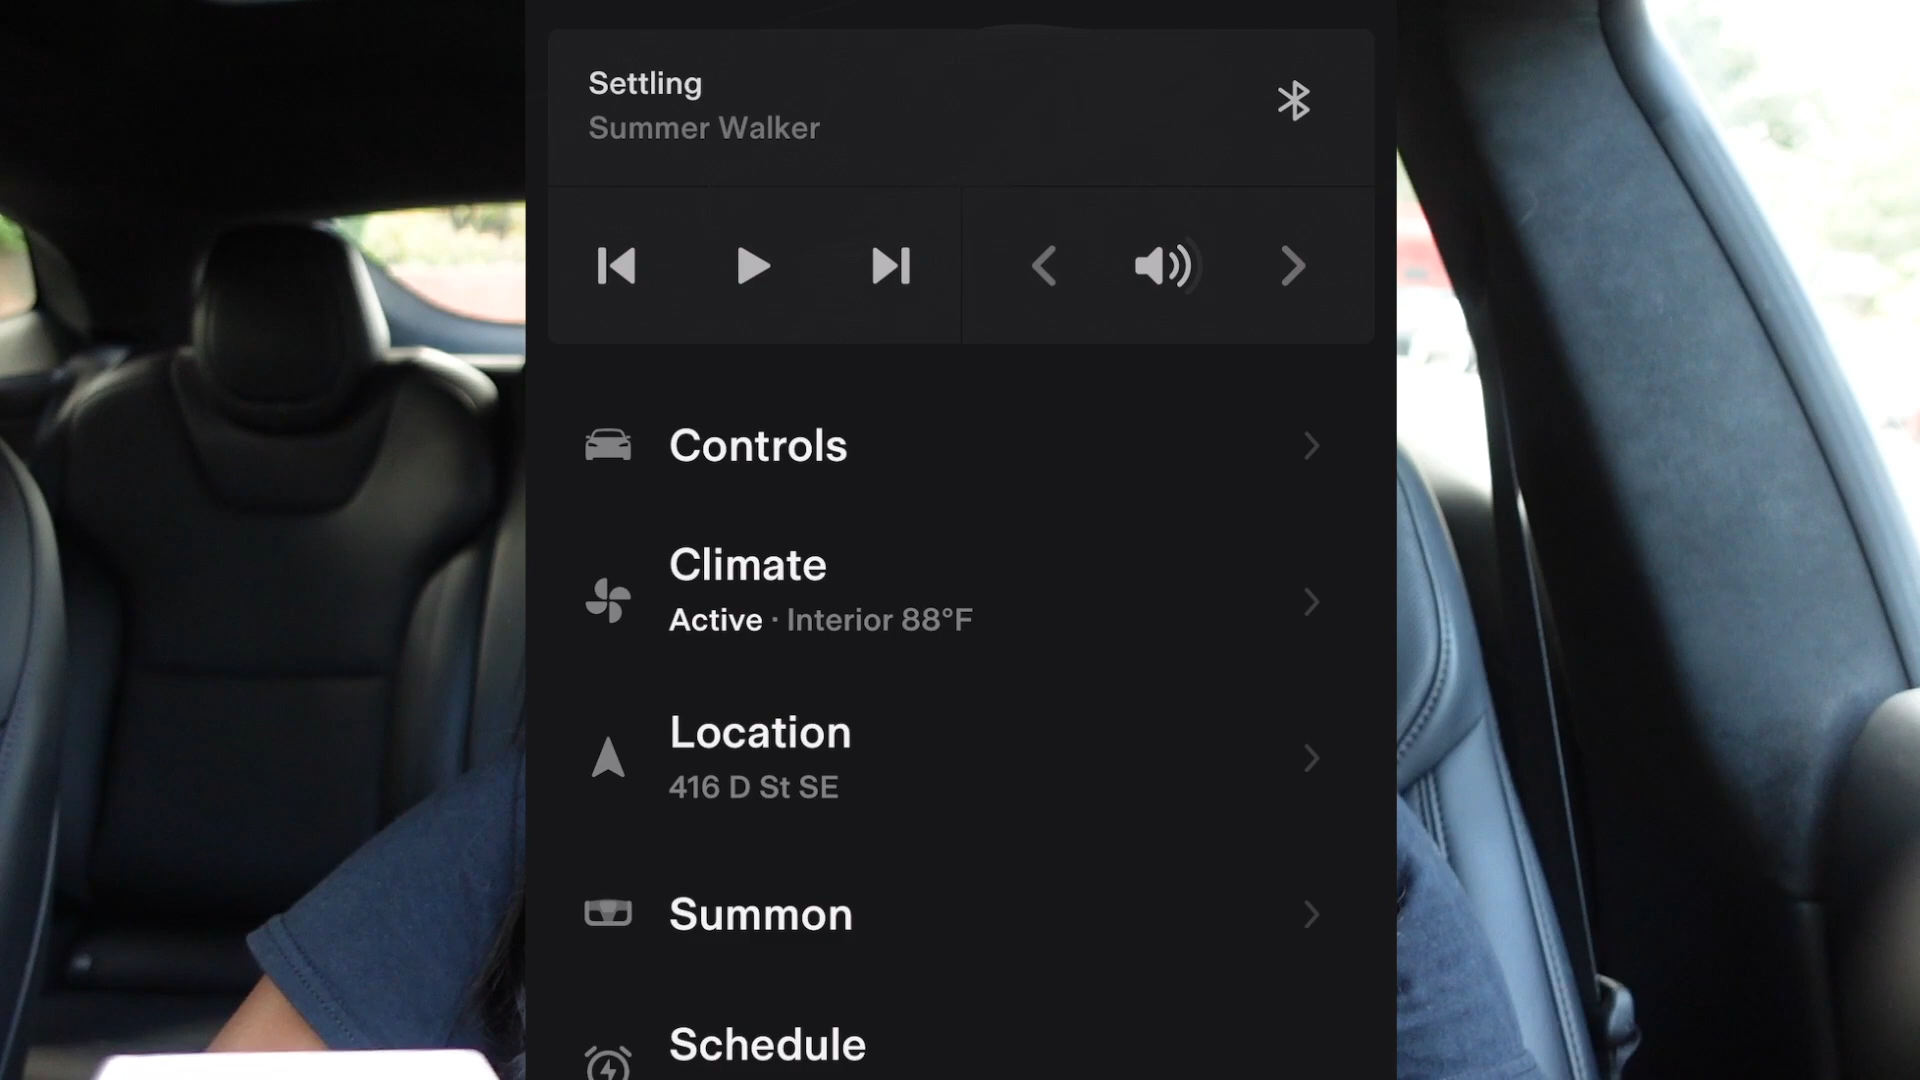 Settling
Summer Walker
Controls
Climate
Active · Interior 88°F
Location
416 D St SE
Summon
Schedule